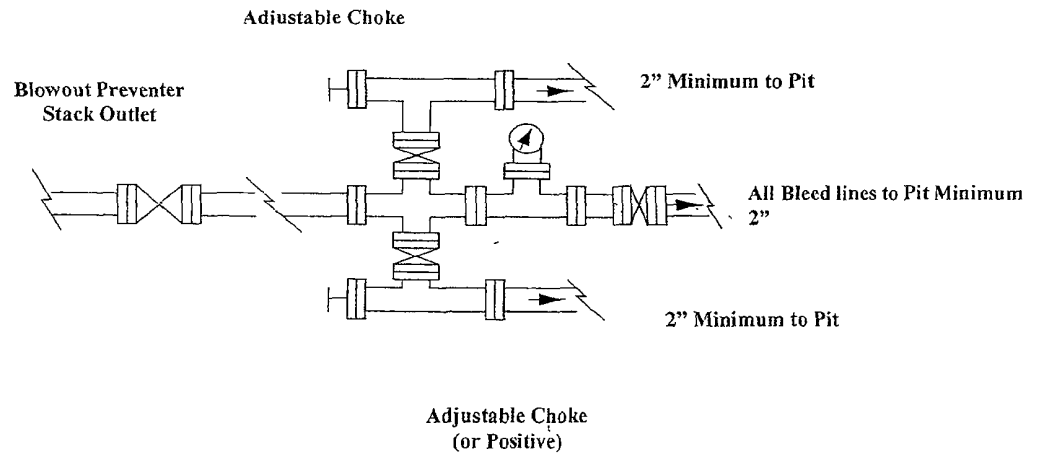 Adjustable Choke
2” Minimum to Pit
Blowout Preventer
Stack Outlet
All Bleed lines to Pit Minimum
2”
2” Minimum to Pit
Adjustable Choke
(or Positive)